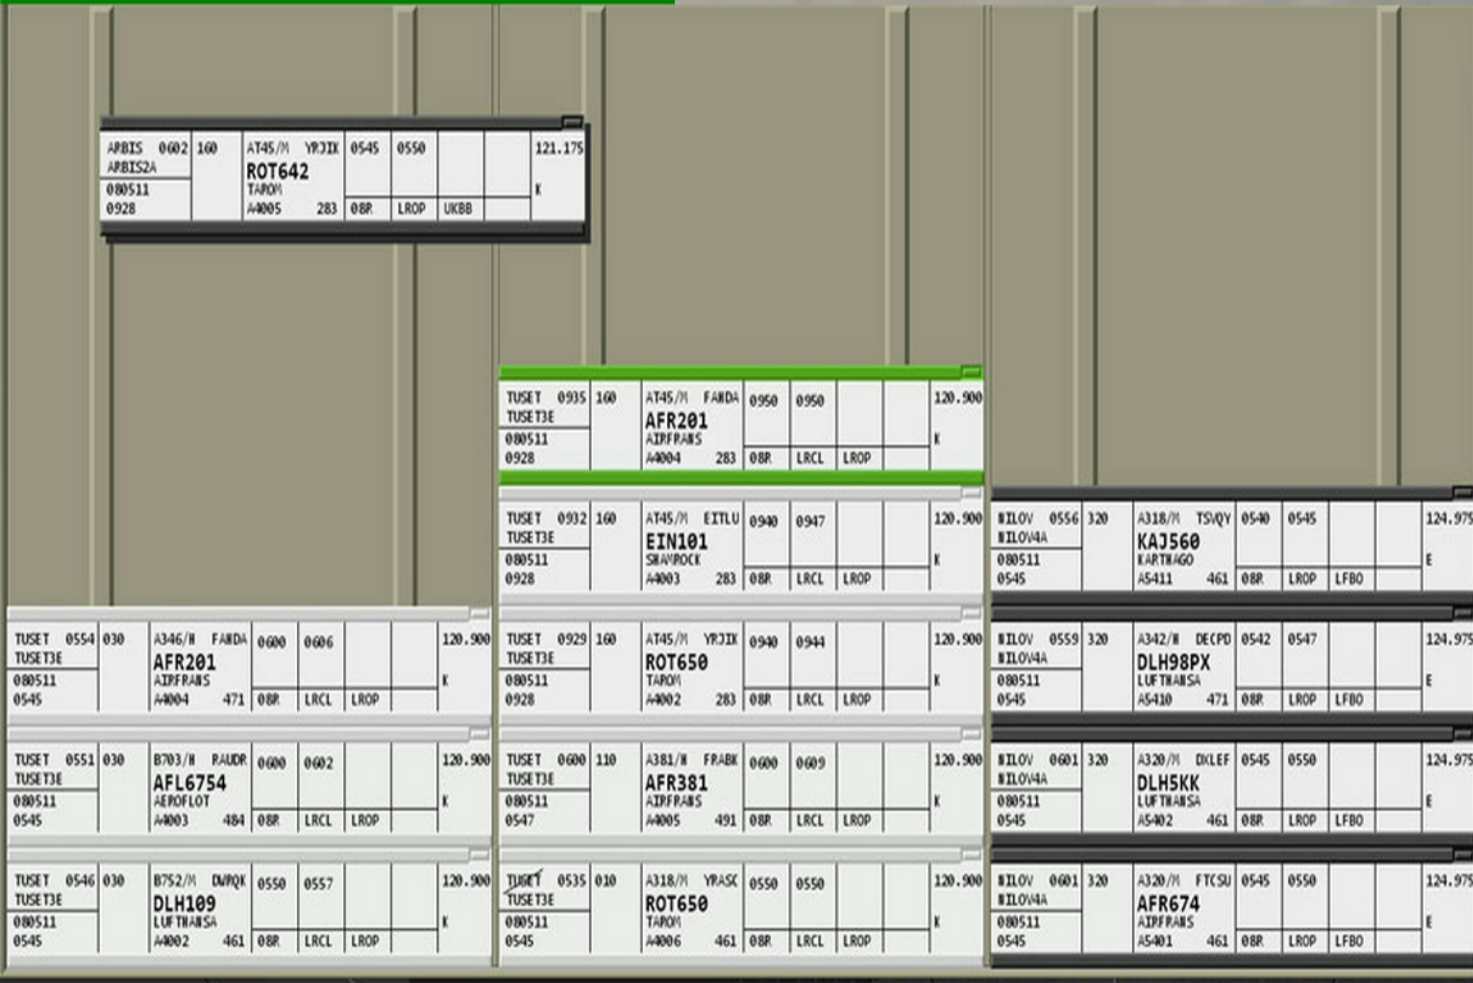 ARBIS 0602 160 AT45/M YRJIK 0545 0550 121.175
ARBIS2A ROT642
080511 TAROM K
0928 A4005 283 08R LROP UKBB
TUSET 0935 160 AT45/M FANDA 0950 0950 120.900
TUSET3E AFR201
080511 AIRFRANS K
0928 A4004 283 08R LRCL LROP
TUSET 0932 160 AT45/M EITLU 0940 0947 120.900
TUSET3E EIN101
080511 SHAMROCK K
0928 A4003 283 08R LRCL LROP
NILOV 0556 320 A318/M TSVQY 0540 0545 124.975
NILOV4A KAJ560
080511 KARTHAGO E
0545 A5411 461 08R LROP LFBO
TUSET 0554 030 A346/H FANDA 0600 0606 120.900
TUSET3E AFR201
080511 AIRFRANS K
0545 A4004 471 08R LRCL LROP
TUSET 0929 160 AT45/M YRJIK 0940 0944 120.900
TUSET3E ROT650
080511 TAROM K
0928 A4002 283 08R LRCL LROP
NILOV 0559 320 A342/H DECPD 0542 0547 124.975
NILOV4A DLH98PX
080511 LUFTHANSA E
0545 A5410 471 08R LROP LFBO
TUSET 0551 030 B703/H RAUDR 0600 0602 120.900
TUSET3E AFL6754
080511 AEROFLOT K
0545 A4003 484 08R LRCL LROP
TUSET 0600 110 A381/H FRABK 0600 0609 120.900
TUSET3E AFR381
080511 AIRFRANS K
0547 A4005 491 08R LRCL LROP
NILOV 0601 320 A320/M DXLEF 0545 0550 124.975
NILOV4A DLH5KK
080511 LUFTHANSA E
0545 A5402 461 08R LROP LFBO
TUSET 0546 030 B752/M DWRQK 0550 0557 120.900
TUSET3E DLH109
080511 LUFTHANSA K
0545 A4002 461 08R LRCL LROP
TUSET 0535 010 A318/M YRASC 0550 0550 120.900
TUSET3E ROT650
080511 TAROM K
0545 A4006 461 08R LRCL LROP
NILOV 0601 320 A320/M FTCSU 0545 0550 124.975
NILOV4A AFR674
080511 AIRFRANS E
0545 A5401 461 08R LROP LFBO